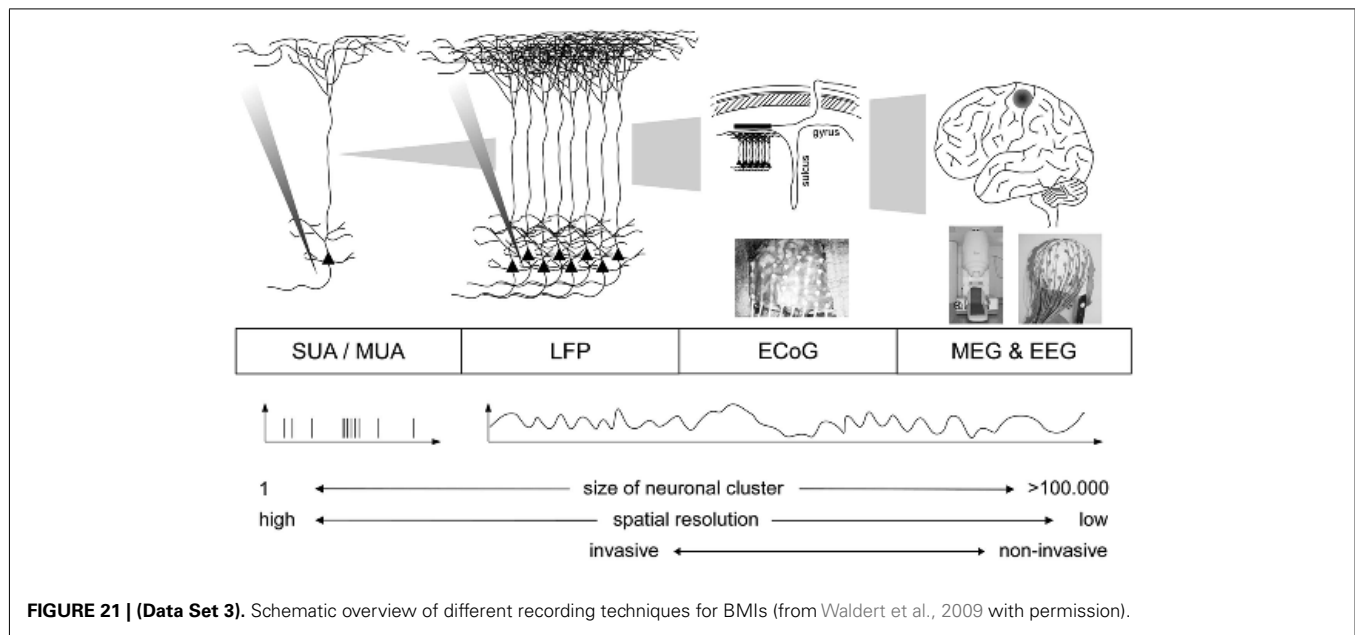 gyrus
sulcus
SUA / MUA
LFP
ECoG
MEG & EEG
1
size of neuronal cluster
>100.000
high
spatial resolution
low
invasive
non-invasive
FIGURE 21 | (Data Set 3). Schematic overview of different recording techniques for BMIs (from Waldert et al., 2009 with permission).